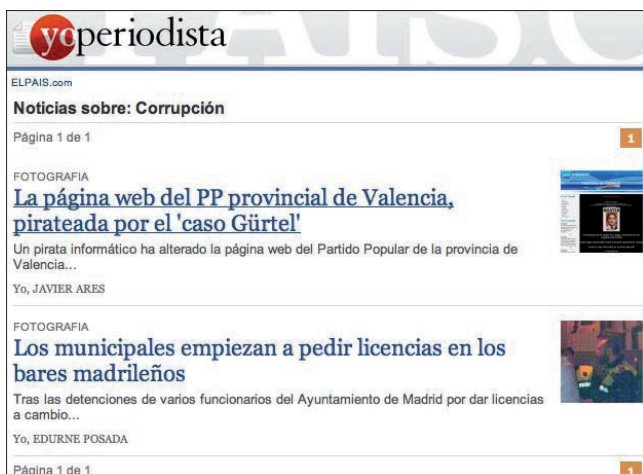 yoperiodista
ELPAIS.com
Noticias sobre: Corrupción
Página 1 de 1
1
FOTOGRAFIA
La página web del PP provincial de Valencia,
pirateada por el 'caso Gürtel'
Un pirata informático ha alterado la página web del Partido Popular de la provincia de
Valencia...
Yo, JAVIER ARES
FOTOGRAFIA
Los municipales empiezan a pedir licencias en los
bares madrileños
Tras las detenciones de varios funcionarios del Ayuntamiento de Madrid por dar licencias
a cambio...
Yo, EDURNE POSADA
Página 1 de 1
1